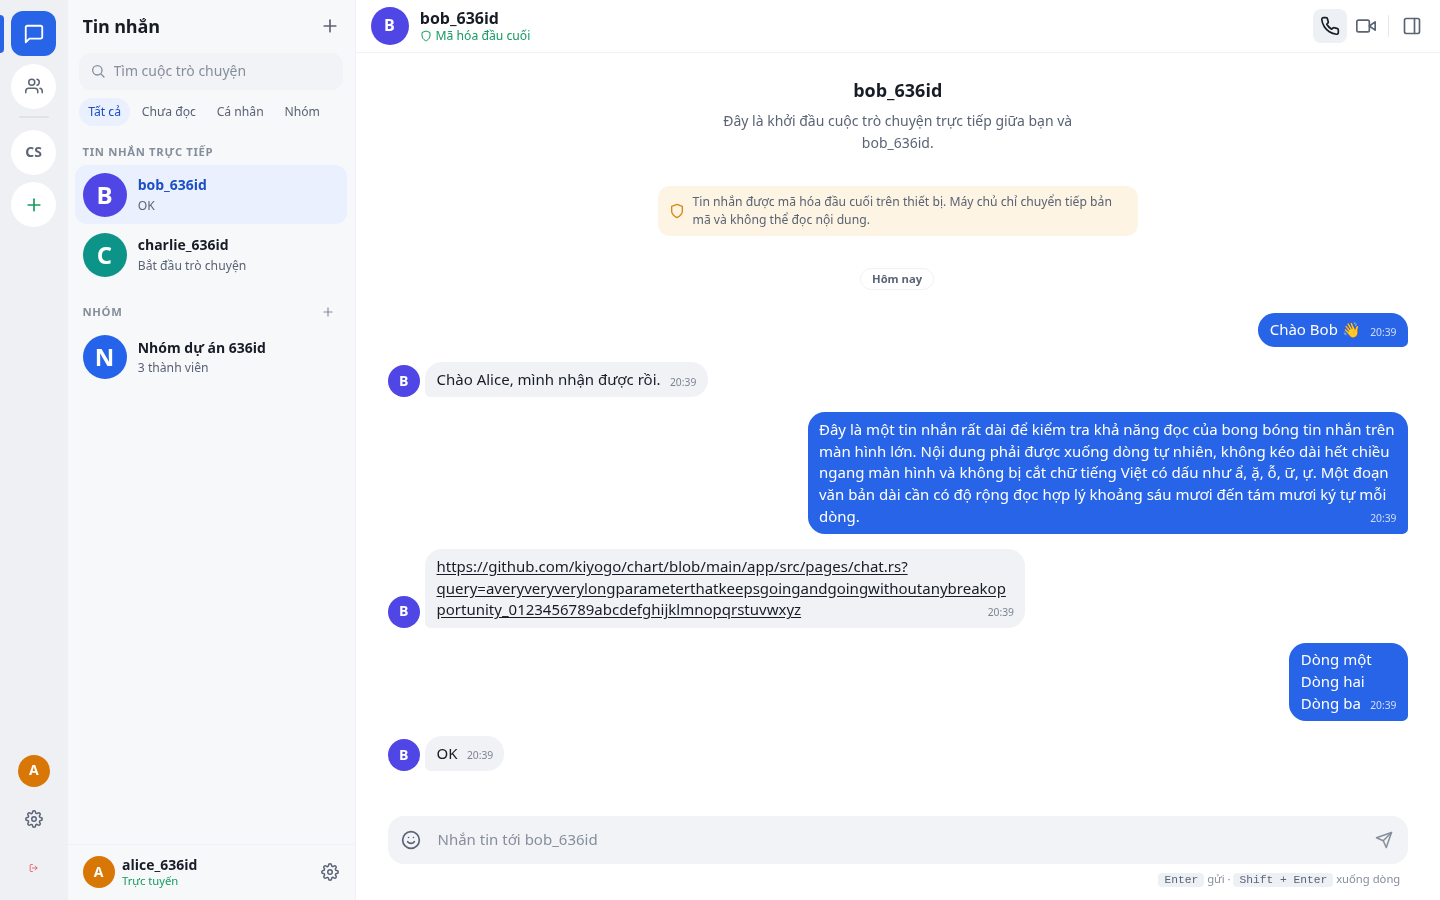 Tin nhắn
Tìm cuộc trò chuyện
Tất cả
Chưa đọc
Cá nhân
Nhóm
CS
TIN NHẮN TRỰC TIẾP
B
bob_636id
OK
C
charlie_636id
Bắt đầu trò chuyện
NHÓM
N
Nhóm dự án 636id
3 thành viên
A
A
alice_636id
Trực tuyến
B
bob_636id
Mã hóa đầu cuối
bob_636id
Đây là khởi đầu cuộc trò chuyện trực tiếp giữa bạn và
bob_636id.
Tin nhắn được mã hóa đầu cuối trên thiết bị. Máy chủ chỉ chuyển tiếp bản
mã và không thể đọc nội dung.
Hôm nay
Chào Bob 👋 20:39
B
Chào Alice, mình nhận được rồi. 20:39
Đây là một tin nhắn rất dài để kiểm tra khả năng đọc của bong bóng tin nhắn trên
màn hình lớn. Nội dung phải được xuống dòng tự nhiên, không kéo dài hết chiều
ngang màn hình và không bị cắt chữ tiếng Việt có dấu như ẩ, ặ, ỗ, ữ, ự. Một đoạn
văn bản dài cần có độ rộng đọc hợp lý khoảng sáu mươi đến tám mươi ký tự mỗi
dòng. 20:39
https://github.com/kiyogo/chart/blob/main/app/src/pages/chat.rs?
query=averyveryverylongparameterthatkeepsgoingandgoingwithoutanybreakop
portunity_0123456789abcdefghijklmnopqrstuvwxyz 20:39
B
Dòng một
Dòng hai
Dòng ba 20:39
B
OK 20:39
Nhắn tin tới bob_636id
Enter gửi · Shift + Enter xuống dòng